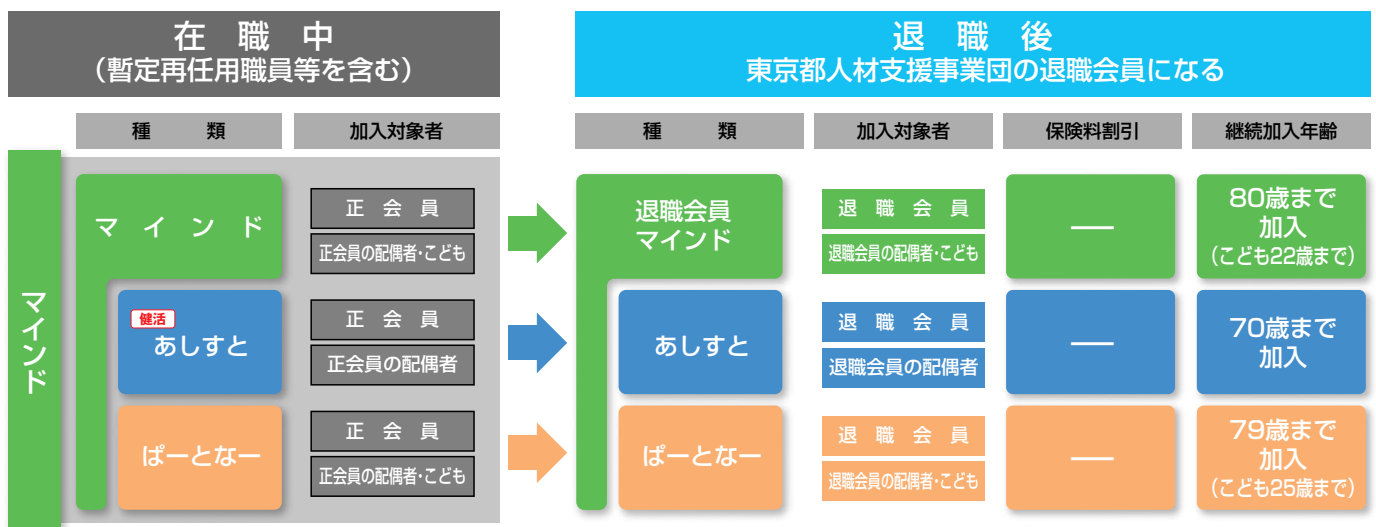 在職中
（暫定再任用職員等を含む）
退職後
東京都人材支援事業団の退職会員になる
種類
加入対象者
種類
加入対象者
保険料割引
継続加入年齢
マインド
マインド
正会員
正会員の配偶者・こども
退職会員
マインド
退職会員
退職会員の配偶者・こども
―
80歳まで
加入
（こども22歳まで）
健活
あしすと
正会員
正会員の配偶者
あしすと
退職会員
退職会員の配偶者
―
70歳まで
加入
ぱーとなー
正会員
正会員の配偶者・こども
ぱーとなー
退職会員
退職会員の配偶者・こども
―
79歳まで
加入
（こども25歳まで）